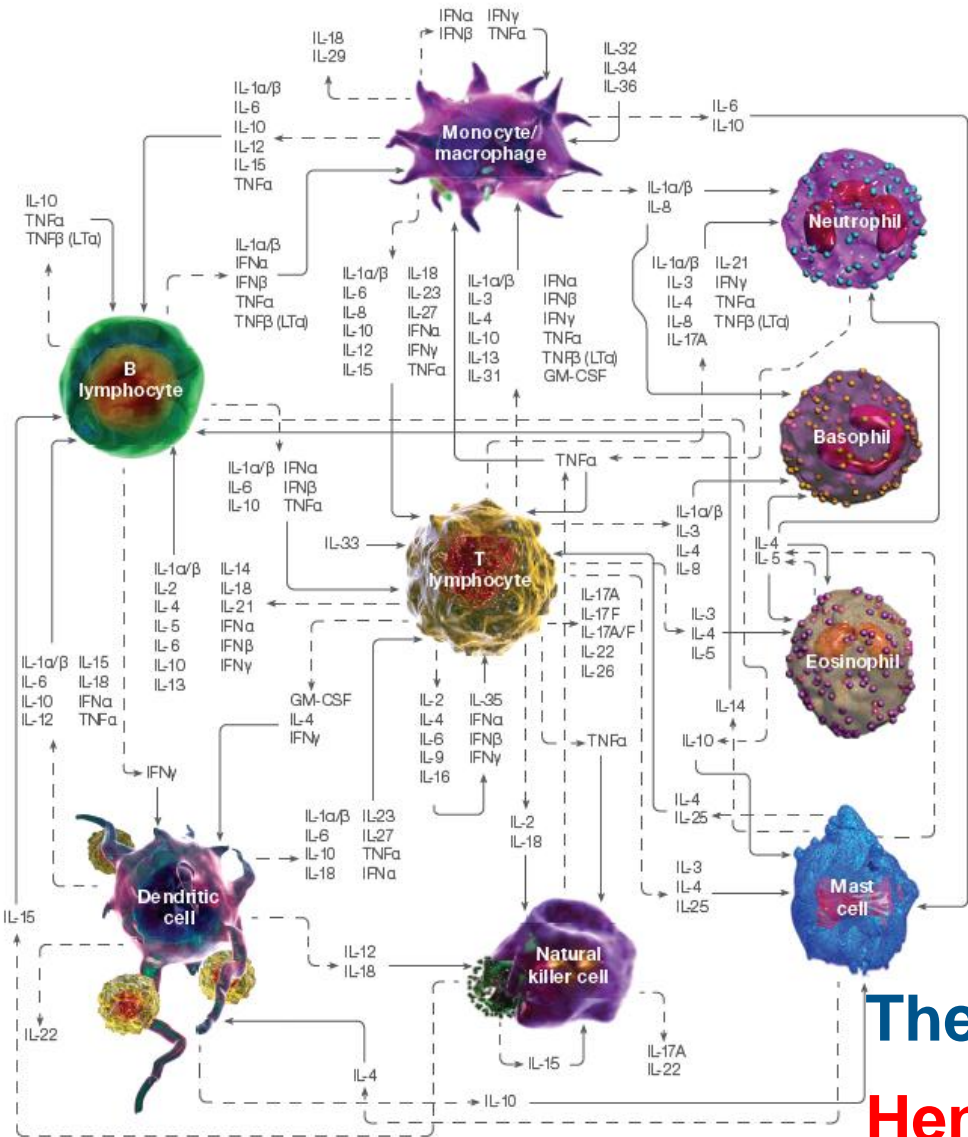 IFNα IFNγ
IFNβ TNFα
IL-18
IL-29
IL-32
IL-34
IL-36
IL-1α/β
IL-6
IL-10
IL-12
IL-15
TNFα
Monocyte/
macrophage
IL-6
IL-10
IL-10
TNFα
TNFβ (LTα)
IL-1α/β
IFNα
IFNβ
TNFα
TNFβ (LTα)
IL-1α/β
IL-8
Neutrophil
IL-1α/β IL-18
IL-6 IL-23
IL-8 IL-27
IL-10 IFNα
IL-12 IFNγ
IL-15 TNFα
IL-1α/β IFNα
IL-3 IFNβ
IL-4 IFNγ
IL-10 TNFα
IL-13 TNFβ (LTα)
IL-31 GM-CSF
IL-1α/β IL-21
IL-3 IFNγ
IL-4 TNFα
IL-8 TNFβ (LTα)
IL-17A
B
lymphocyte
Basophil
IL-1α/β IFNα
IL-6 IFNβ
IL-10 TNFα
TNFα
IL-1α/β
IL-3
IL-4
IL-8
IL-33
T
lymphocyte
IL-4
IL-5
IL-1α/β IL-14
IL-2 IL-18
IL-4 IL-21
IL-5 IFNα
IL-6 IFNβ
IL-10 IFNγ
IL-13
IL-17A
IL-17F
IL-17A/F
IL-22
IL-26
IL-3
IL-4
IL-5
Eosinophil
IL-1α/β IL-15
IL-6 IL-18
IL-10 IFNα
IL-12 TNFα
GM-CSF
IL-4
IFNγ
IL-2 IL-35
IL-4 IFNα
IL-6 IFNβ
IL-9 IFNγ
IL-16
TNFα
IL-14
IL-10
IFNγ
IL-1α/β IL-23
IL-6 IL-27
IL-10 TNFα
IL-18 IFNα
IL-2
IL-18
IL-4
IL-25
IL-3
IL-4
IL-25
Dendritic
cell
Mast
cell
IL-15
IL-12
IL-18
Natural
killer cell
IL-22
IL-15
IL-17A
IL-22
IL-4
IL-10
The
Hen